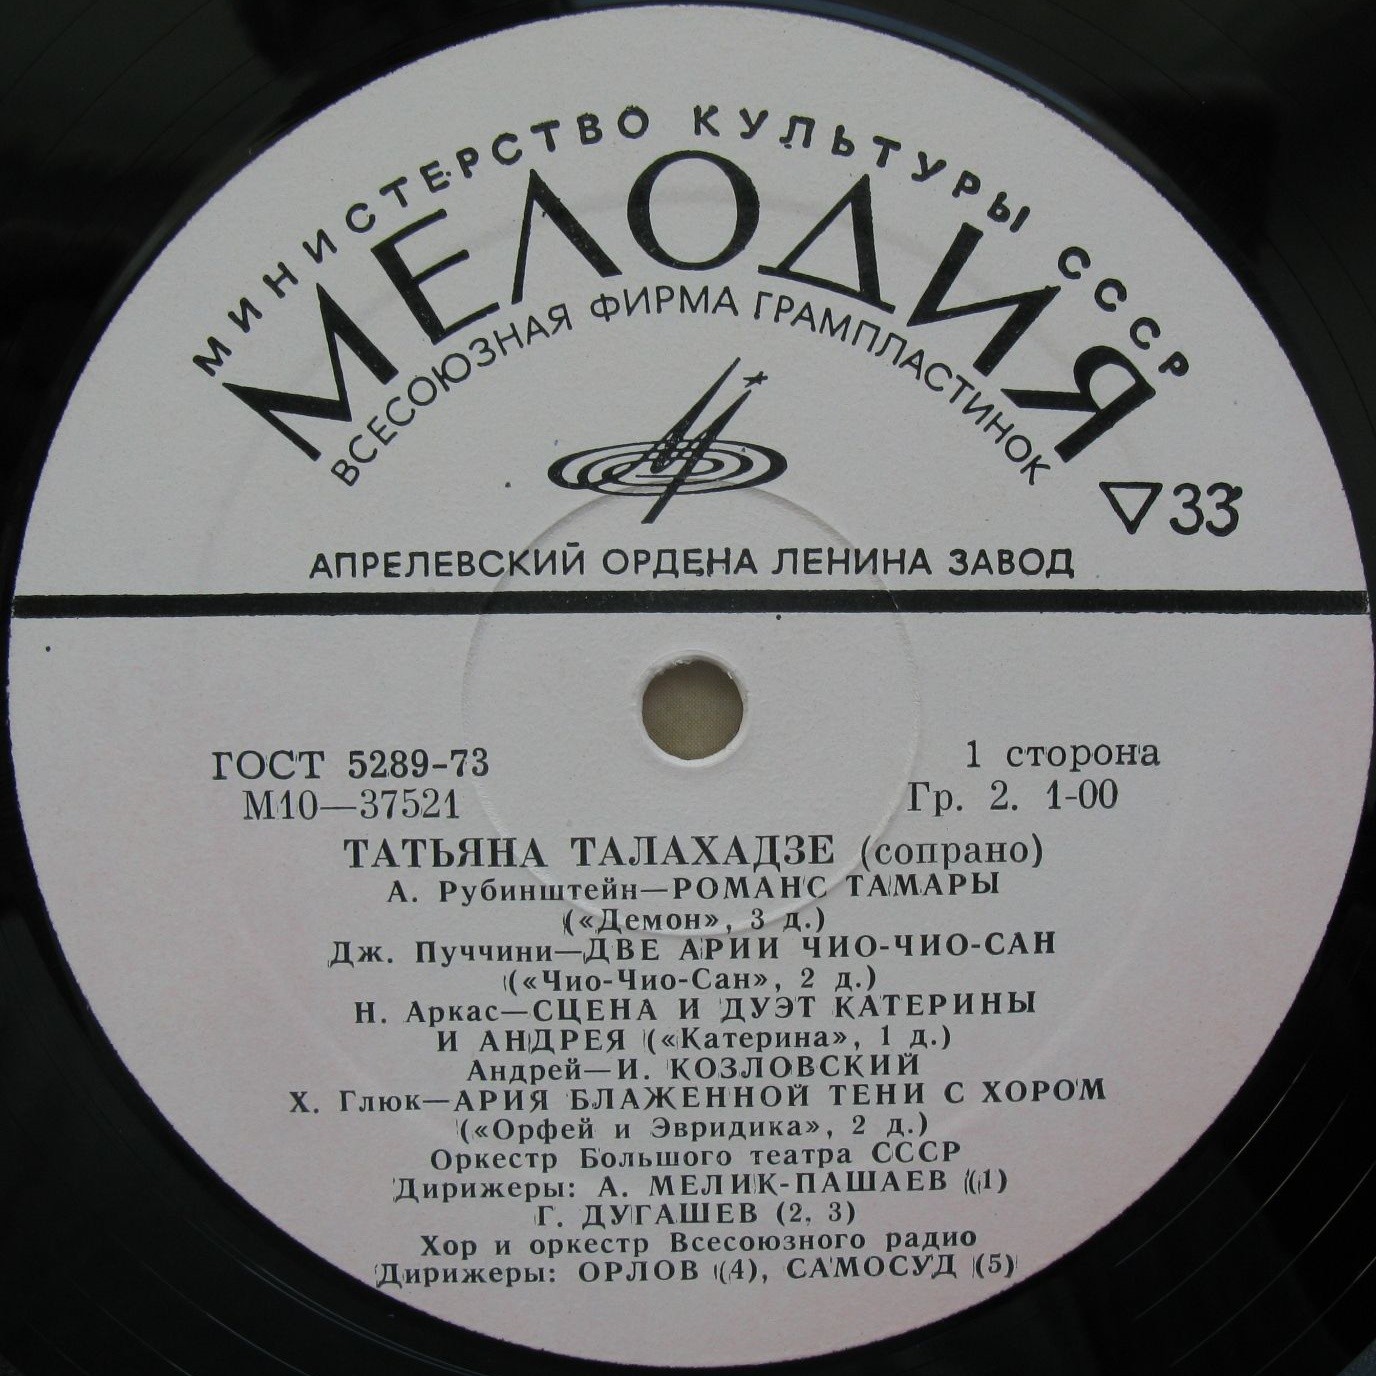 МИНИСТЕРСТВО КУЛЬТУРЫ СССР
МЕЛОДИЯ
ВСЕСОЮЗНАЯ ФИРМА ГРАМПЛАСТИНОК
▽33
АПРЕЛЕВСКИЙ ОРДЕНА ЛЕНИНА ЗАВОД
ГОСТ 5289-73
1 сторона
М10—37521
Гр. 2. 1-00
ТАТЬЯНА ТАЛАХАДЗЕ (сопрано)
А. Рубинштейн—РОМАНС ТАМАРЫ
(«Демон», 3 д.)
Дж. Пуччини—ДВЕ АРИИ ЧИО-ЧИО-САН
(«Чио-Чио-Сан», 2 д.)
Н. Аркас—СЦЕНА И ДУЭТ КАТЕРИНЫ
И АНДРЕЯ («Катерина», 1 д.)
Андрей—И. КОЗЛОВСКИЙ
Х. Глюк—АРИЯ БЛАЖЕННОЙ ТЕНИ С ХОРОМ
(«Орфей и Эвридика», 2 д.)
Оркестр Большого театра СССР
Дирижеры: А. МЕЛИК-ПАШАЕВ (1)
Г. ДУГАШЕВ (2, 3)
Хор и оркестр Всесоюзного радио
Дирижеры: ОРЛОВ (4), САМОСУД (5)